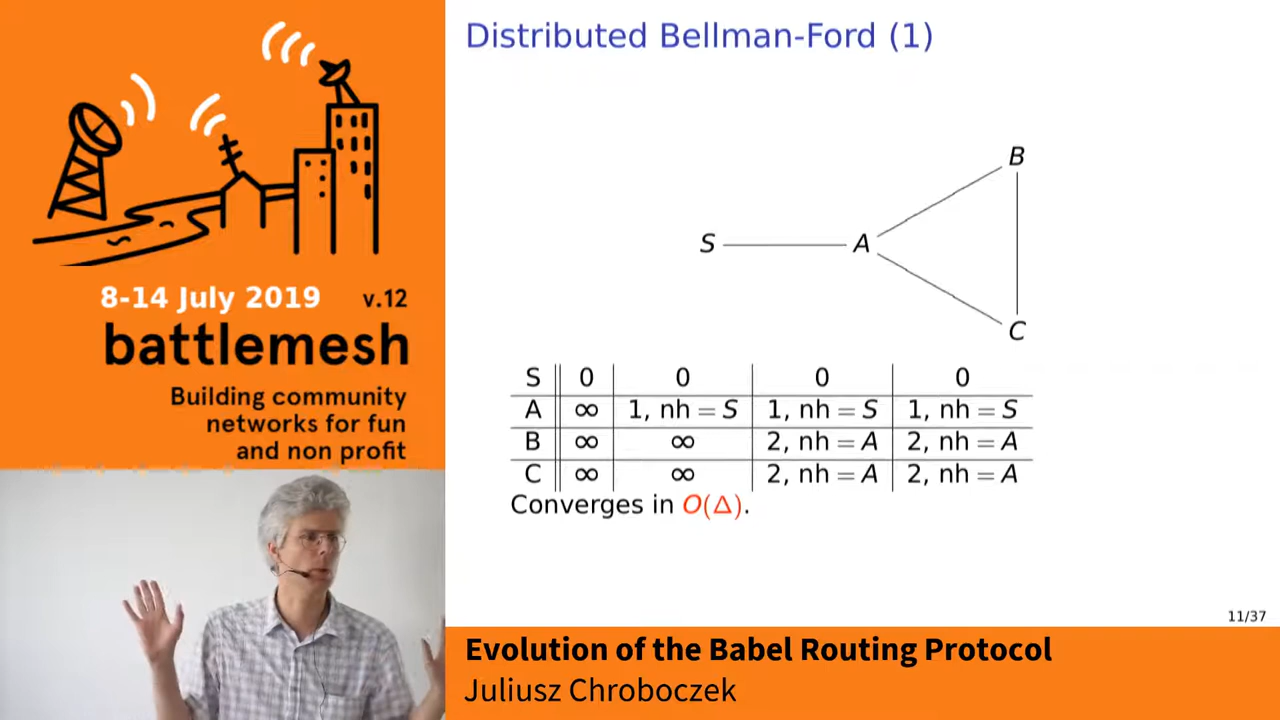 8-14 July 2019 v.12
battlemesh
Building community
networks for fun
and non profit
Distributed Bellman-Ford (1)
B
S A
C
S 0 0 0 0
A ∞ 1, nh = S 1, nh = S 1, nh = S
B ∞ ∞ 2, nh = A 2, nh = A
C ∞ ∞ 2, nh = A 2, nh = A
Converges in O(Δ).
11/37
Evolution of the Babel Routing Protocol
Juliusz Chroboczek